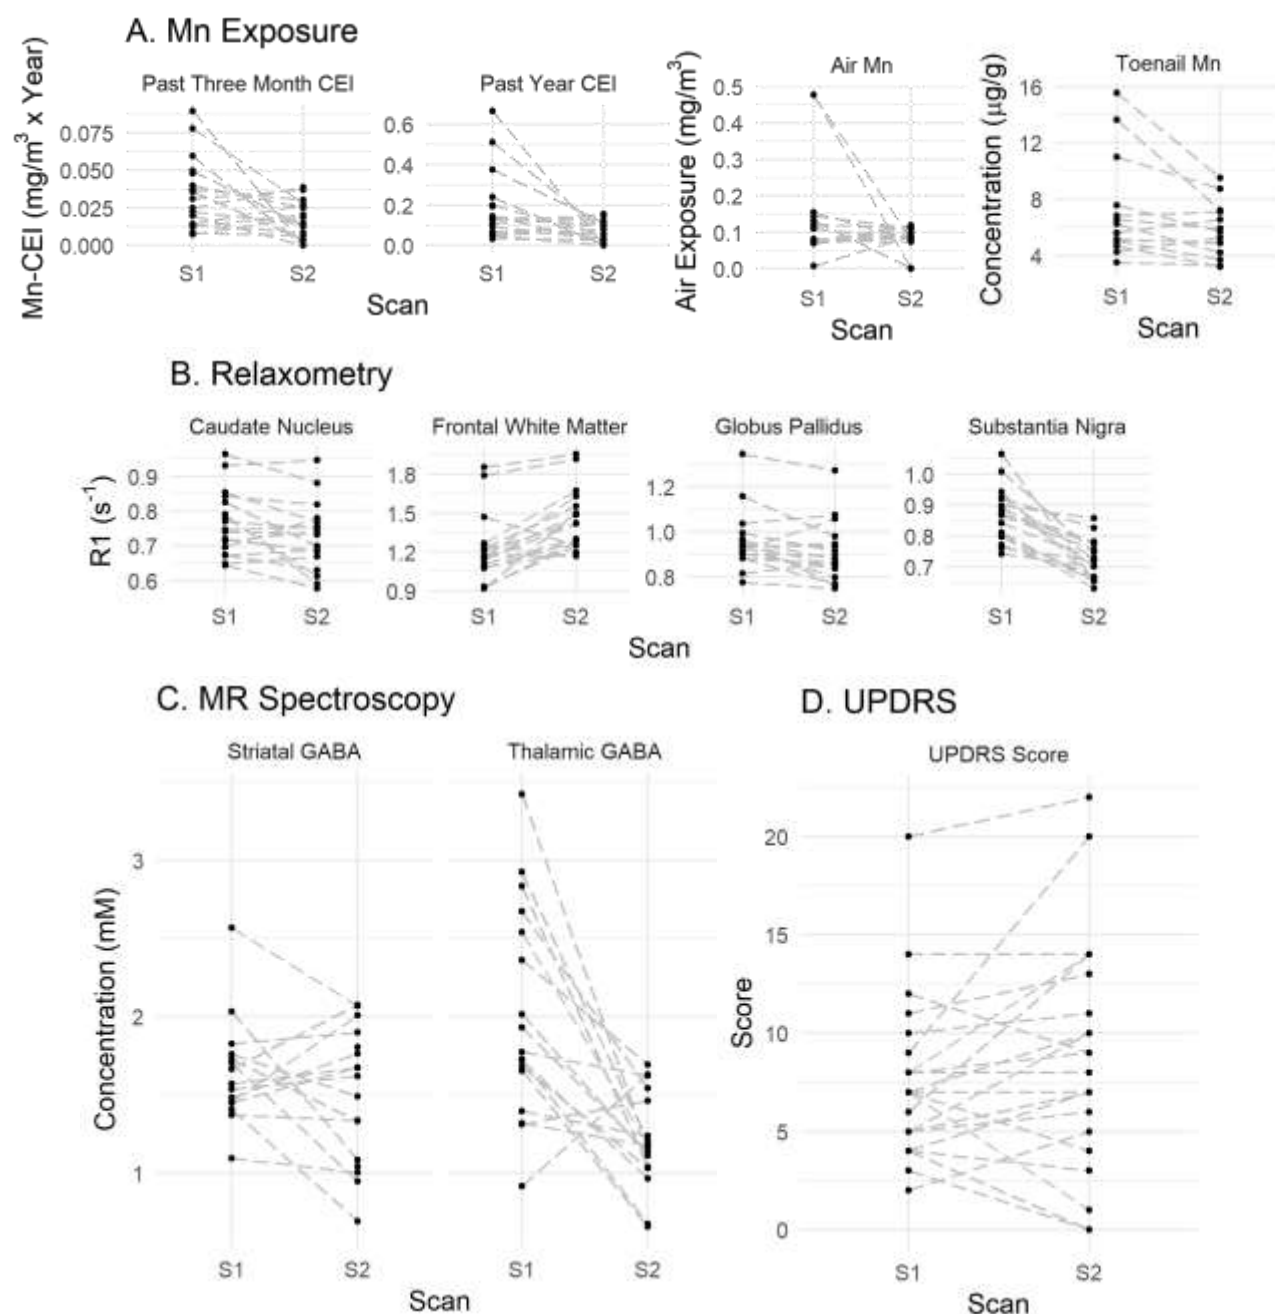 A. Mn Exposure
Past Three Month CEI
Past Year CEI
Air Mn
Toenail Mn
Mn-CEI (mg/m³ x Year)
0.075
0.050
0.025
0.000
0.6
0.4
0.2
0.0
Air Exposure (mg/m³)
0.5
0.4
0.3
0.2
0.1
0.0
Concentration (µg/g)
16
12
8
4
S1 S2 S1 S2 S1 S2 S1 S2
Scan Scan Scan
B. Relaxometry
Caudate Nucleus
Frontal White Matter
Globus Pallidus
Substantia Nigra
R1 (s⁻¹)
0.9
0.8
0.7
0.6
1.8
1.5
1.2
0.9
1.2
1.0
0.8
1.0
0.9
0.8
0.7
S1 S2 S1 S2 S1 S2 S1 S2
Scan
C. MR Spectroscopy
Striatal GABA
Thalamic GABA
Concentration (mM)
3
2
1
S1 S2 S1 S2
Scan
D. UPDRS
UPDRS Score
Score
20
15
10
5
0
S1 S2
Scan